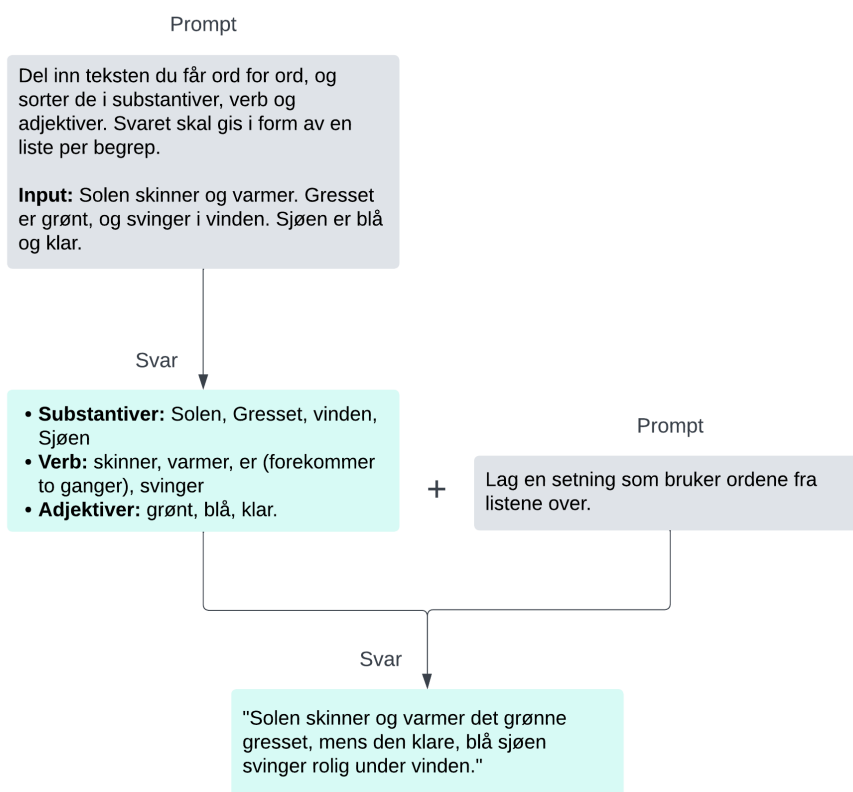 Prompt
Del inn teksten du får ord for ord, og
sorter de i substantiver, verb og
adjektiver. Svaret skal gis i form av en
liste per begrep.
Input: Solen skinner og varmer. Gresset
er grønt, og svinger i vinden. Sjøen er blå
og klar.
Svar
• Substantiver: Solen, Gresset, vinden,
Sjøen
• Verb: skinner, varmer, er (forekommer
to ganger), svinger
• Adjektiver: grønt, blå, klar.
+
Prompt
Lag en setning som bruker ordene fra
listene over.
Svar
"Solen skinner og varmer det grønne
gresset, mens den klare, blå sjøen
svinger rolig under vinden."